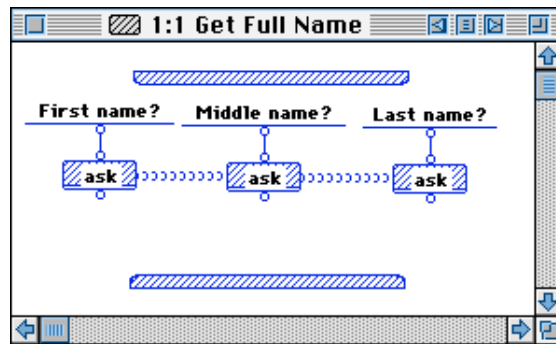 1:1 Get Full Name
First name? Middle name? Last name?
ask ask ask